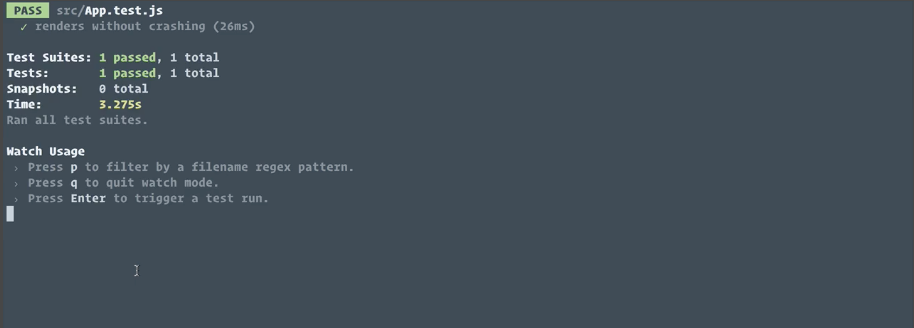 PASS src/App.test.js
✓ renders without crashing (26ms)
Test Suites: 1 passed, 1 total
Tests: 1 passed, 1 total
Snapshots: 0 total
Time: 3.275s
Ran all test suites.
Watch Usage
› Press p to filter by a filename regex pattern.
› Press q to quit watch mode.
› Press Enter to trigger a test run.